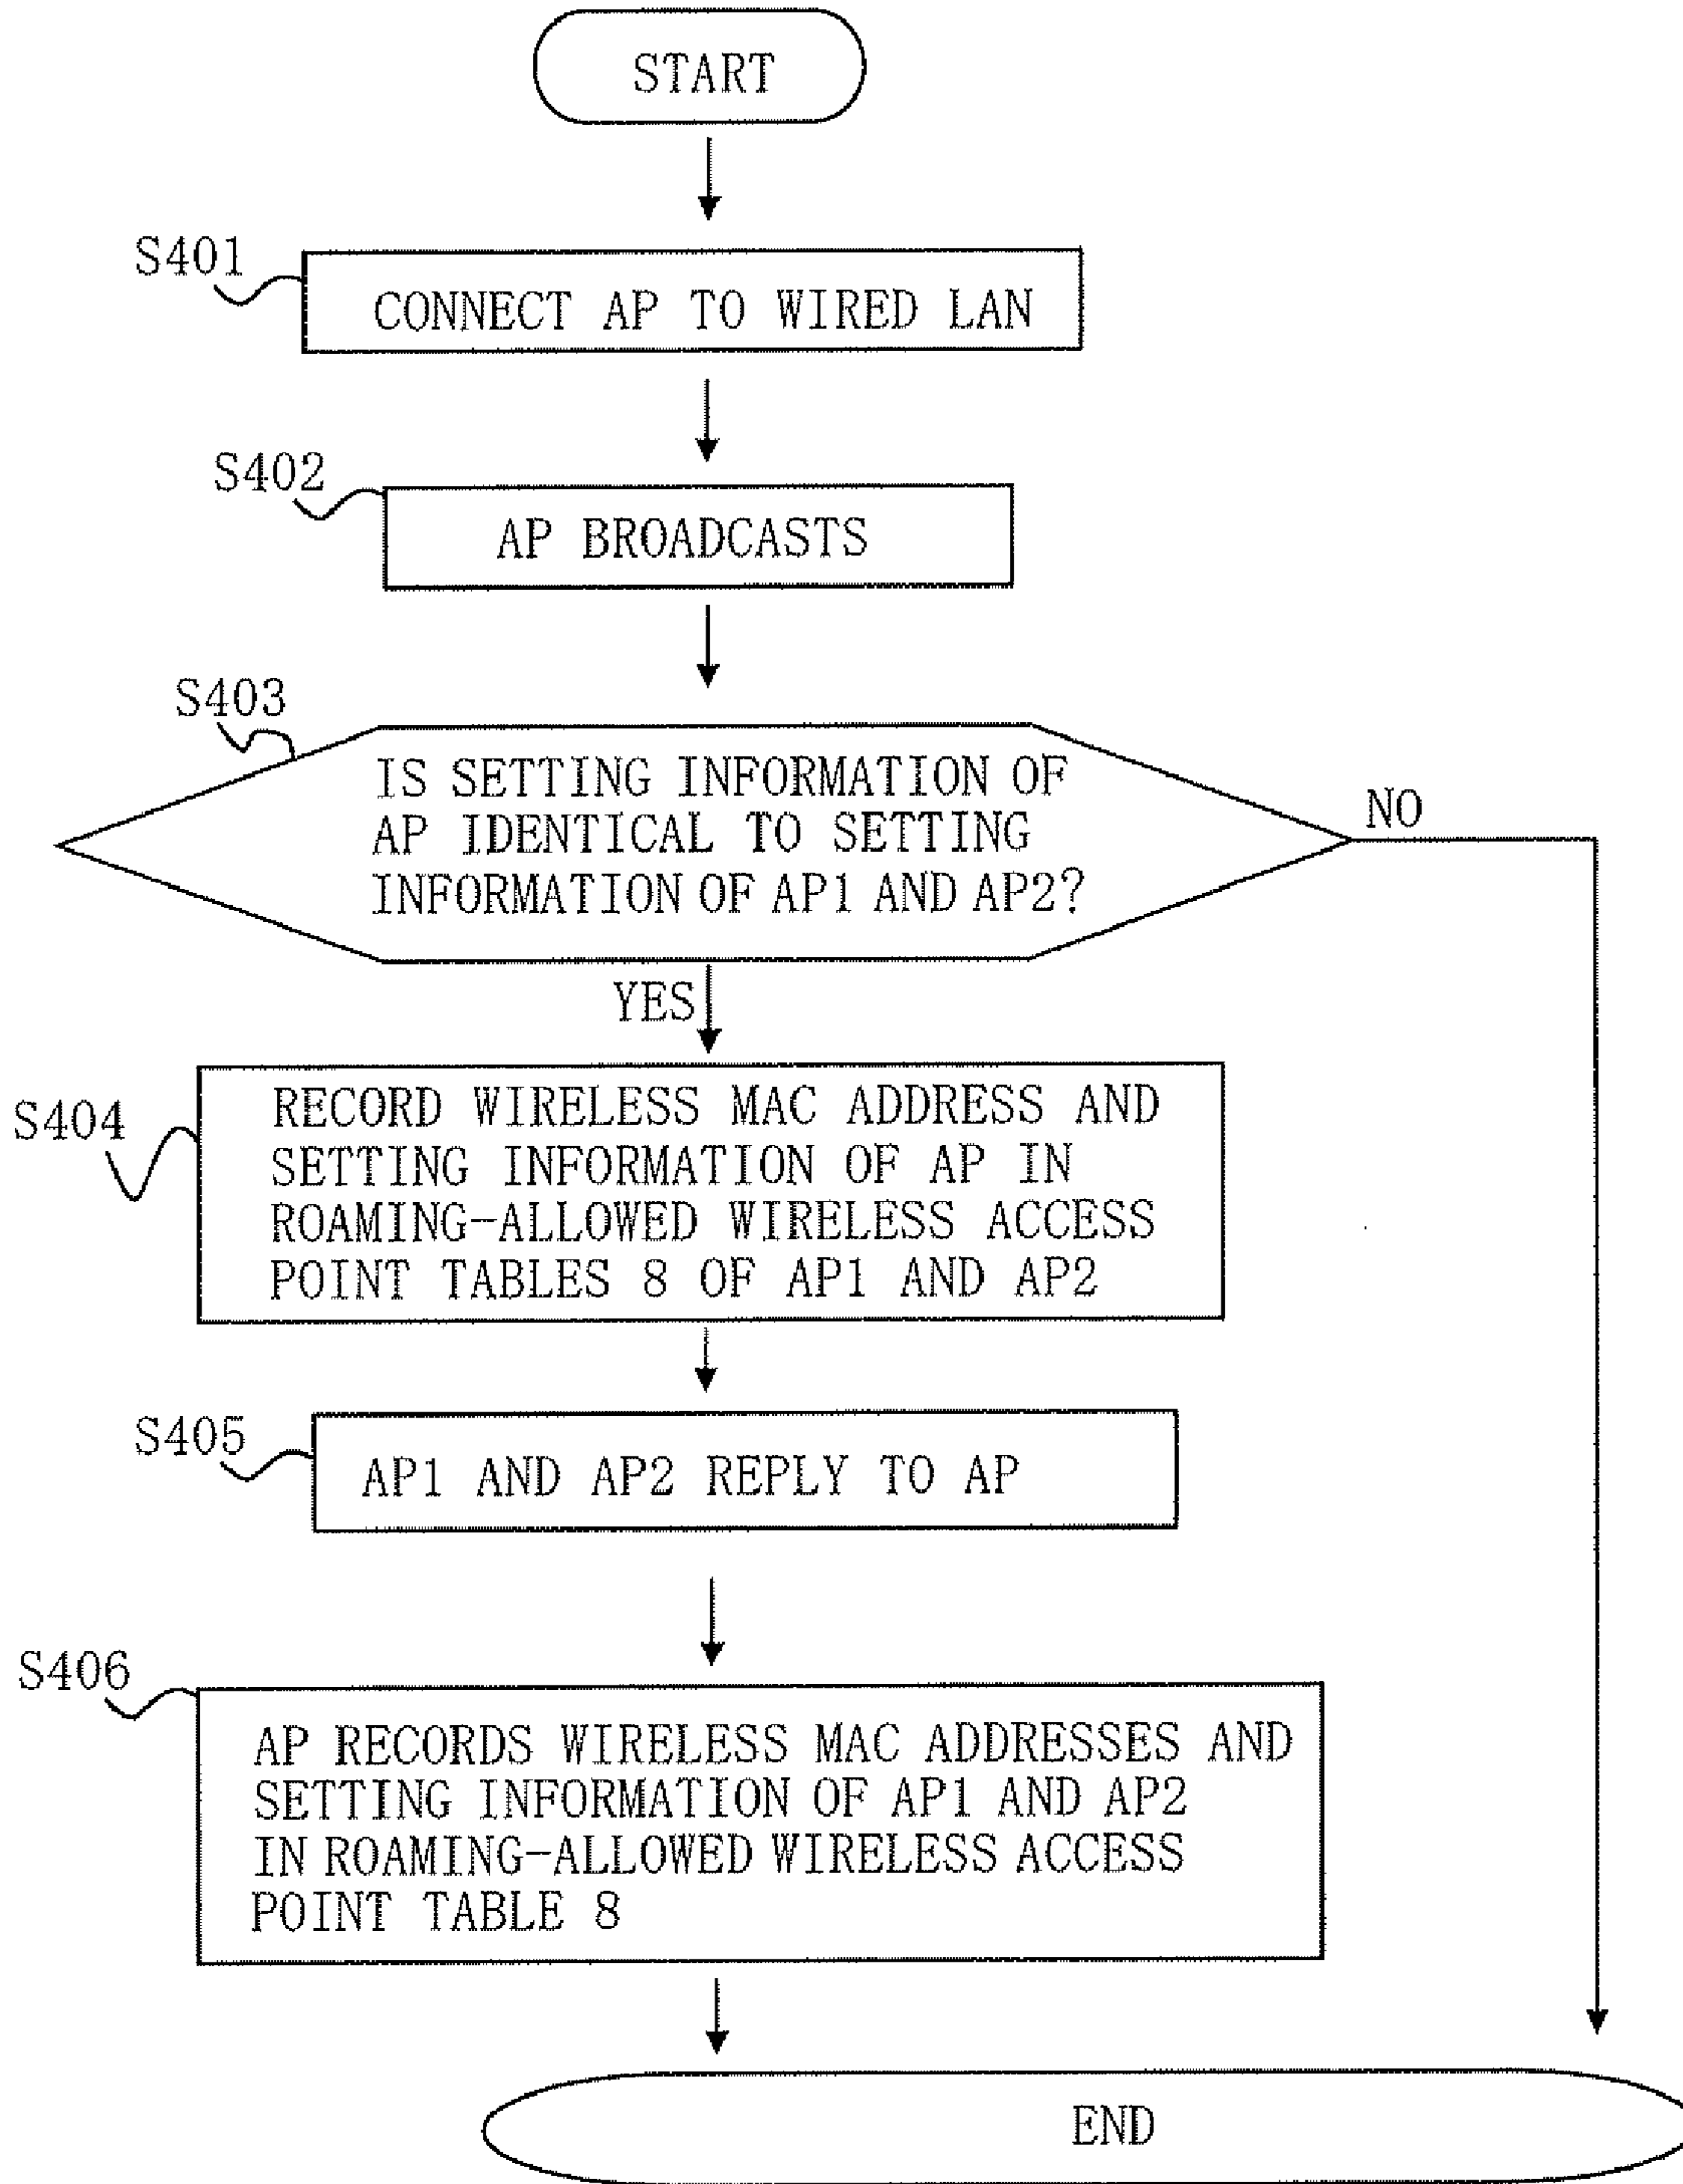 START
S401
CONNECT AP TO WIRED LAN
S402
AP BROADCASTS
S403
IS SETTING INFORMATION OF
AP IDENTICAL TO SETTING
INFORMATION OF AP1 AND AP2?
NO
YES
S404
RECORD WIRELESS MAC ADDRESS AND
SETTING INFORMATION OF AP IN
ROAMING-ALLOWED WIRELESS ACCESS
POINT TABLES 8 OF AP1 AND AP2
S405
AP1 AND AP2 REPLY TO AP
S406
AP RECORDS WIRELESS MAC ADDRESSES AND
SETTING INFORMATION OF AP1 AND AP2
IN ROAMING-ALLOWED WIRELESS ACCESS
POINT TABLE 8
END